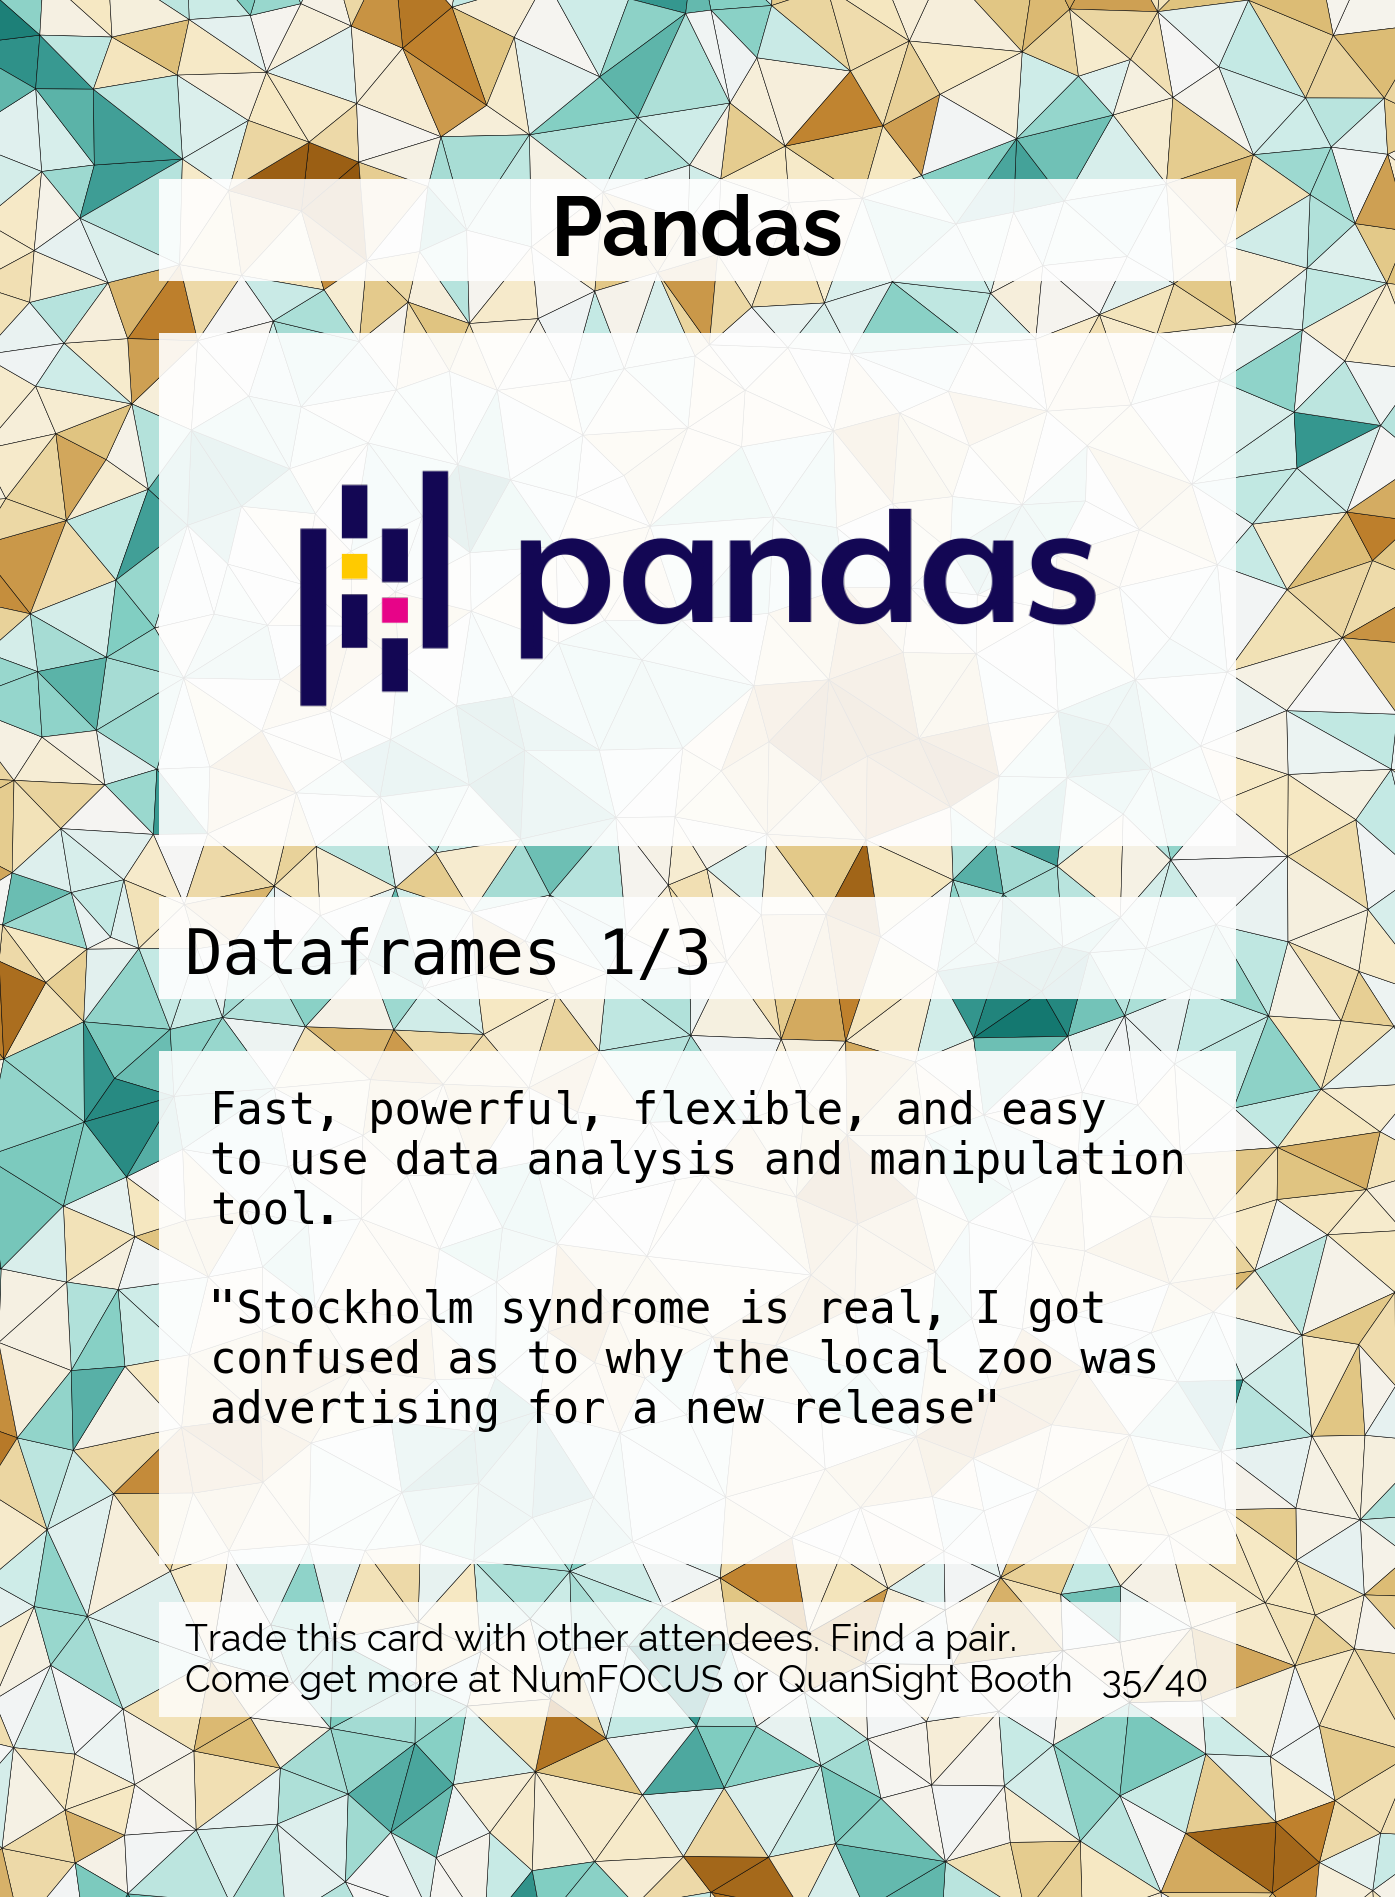 Pandas
pandas
Dataframes 1/3
Fast, powerful, flexible, and easy
to use data analysis and manipulation
tool.
"Stockholm syndrome is real, I got
confused as to why the local zoo was
advertising for a new release"
Trade this card with other attendees. Find a pair.
Come get more at NumFOCUS or QuanSight Booth 35/40